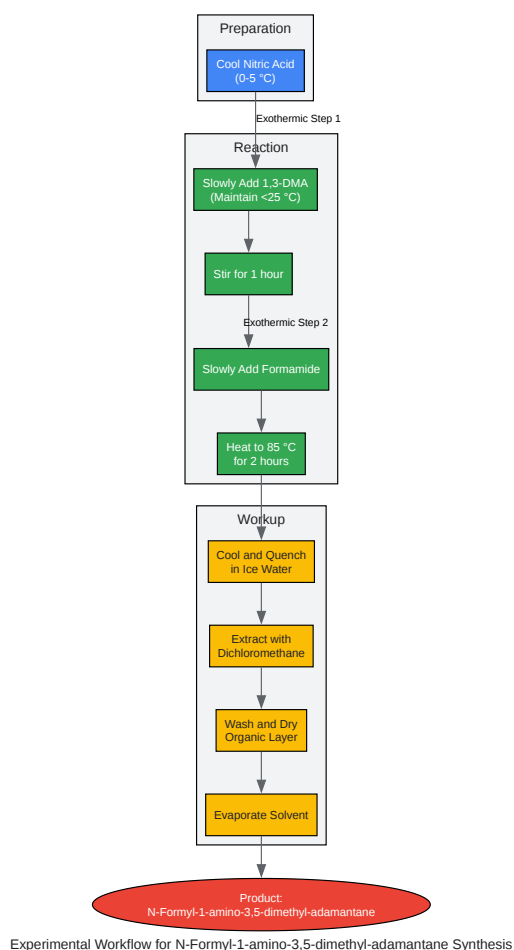 Preparation
Cool Nitric Acid
(0-5 °C)
Exothermic Step 1
Reaction
Slowly Add 1,3-DMA
(Maintain <25 °C)
Stir for 1 hour
Exothermic Step 2
Slowly Add Formamide
Heat to 85 °C
for 2 hours
Workup
Cool and Quench
in Ice Water
Extract with
Dichloromethane
Wash and Dry
Organic Layer
Evaporate Solvent
Product:
N-Formyl-1-amino-3,5-dimethyl-adamantane
Experimental Workflow for N-Formyl-1-amino-3,5-dimethyl-adamantane Synthesis